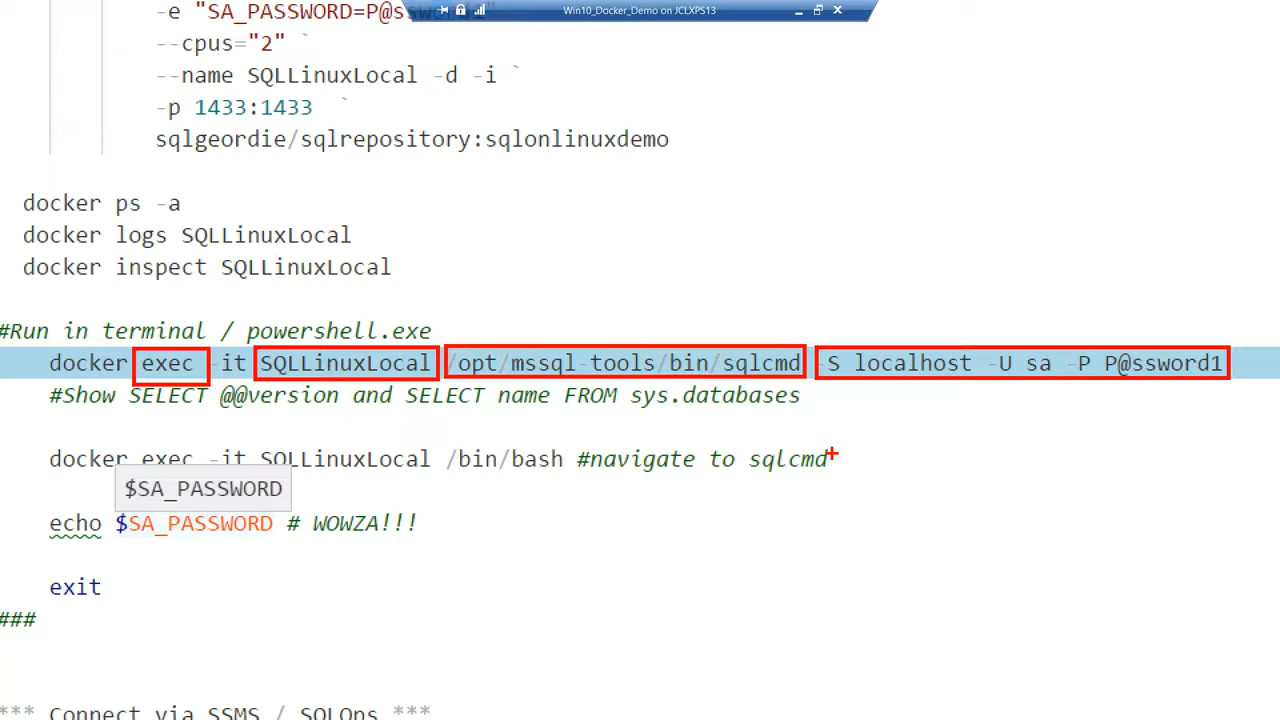 Win10_Docker_Demo on JCLXPS13
-e "SA_PASSWORD=P@ssword1"
--cpus="2" `
--name SQLLinuxLocal -d -i `
-p 1433:1433 `
sqlgeordie/sqlrepository:sqlonlinuxdemo
docker ps -a
docker logs SQLLinuxLocal
docker inspect SQLLinuxLocal
#Run in terminal / powershell.exe
docker exec -it SQLLinuxLocal /opt/mssql-tools/bin/sqlcmd -S localhost -U sa -P P@ssword1
#Show SELECT @@version and SELECT name FROM sys.databases
docker exec -it SQLLinuxLocal /bin/bash #navigate to sqlcmd
$SA_PASSWORD
echo $SA_PASSWORD # WOWZA!!!
exit
###
*** Connect via SSMS / SQLOps ***